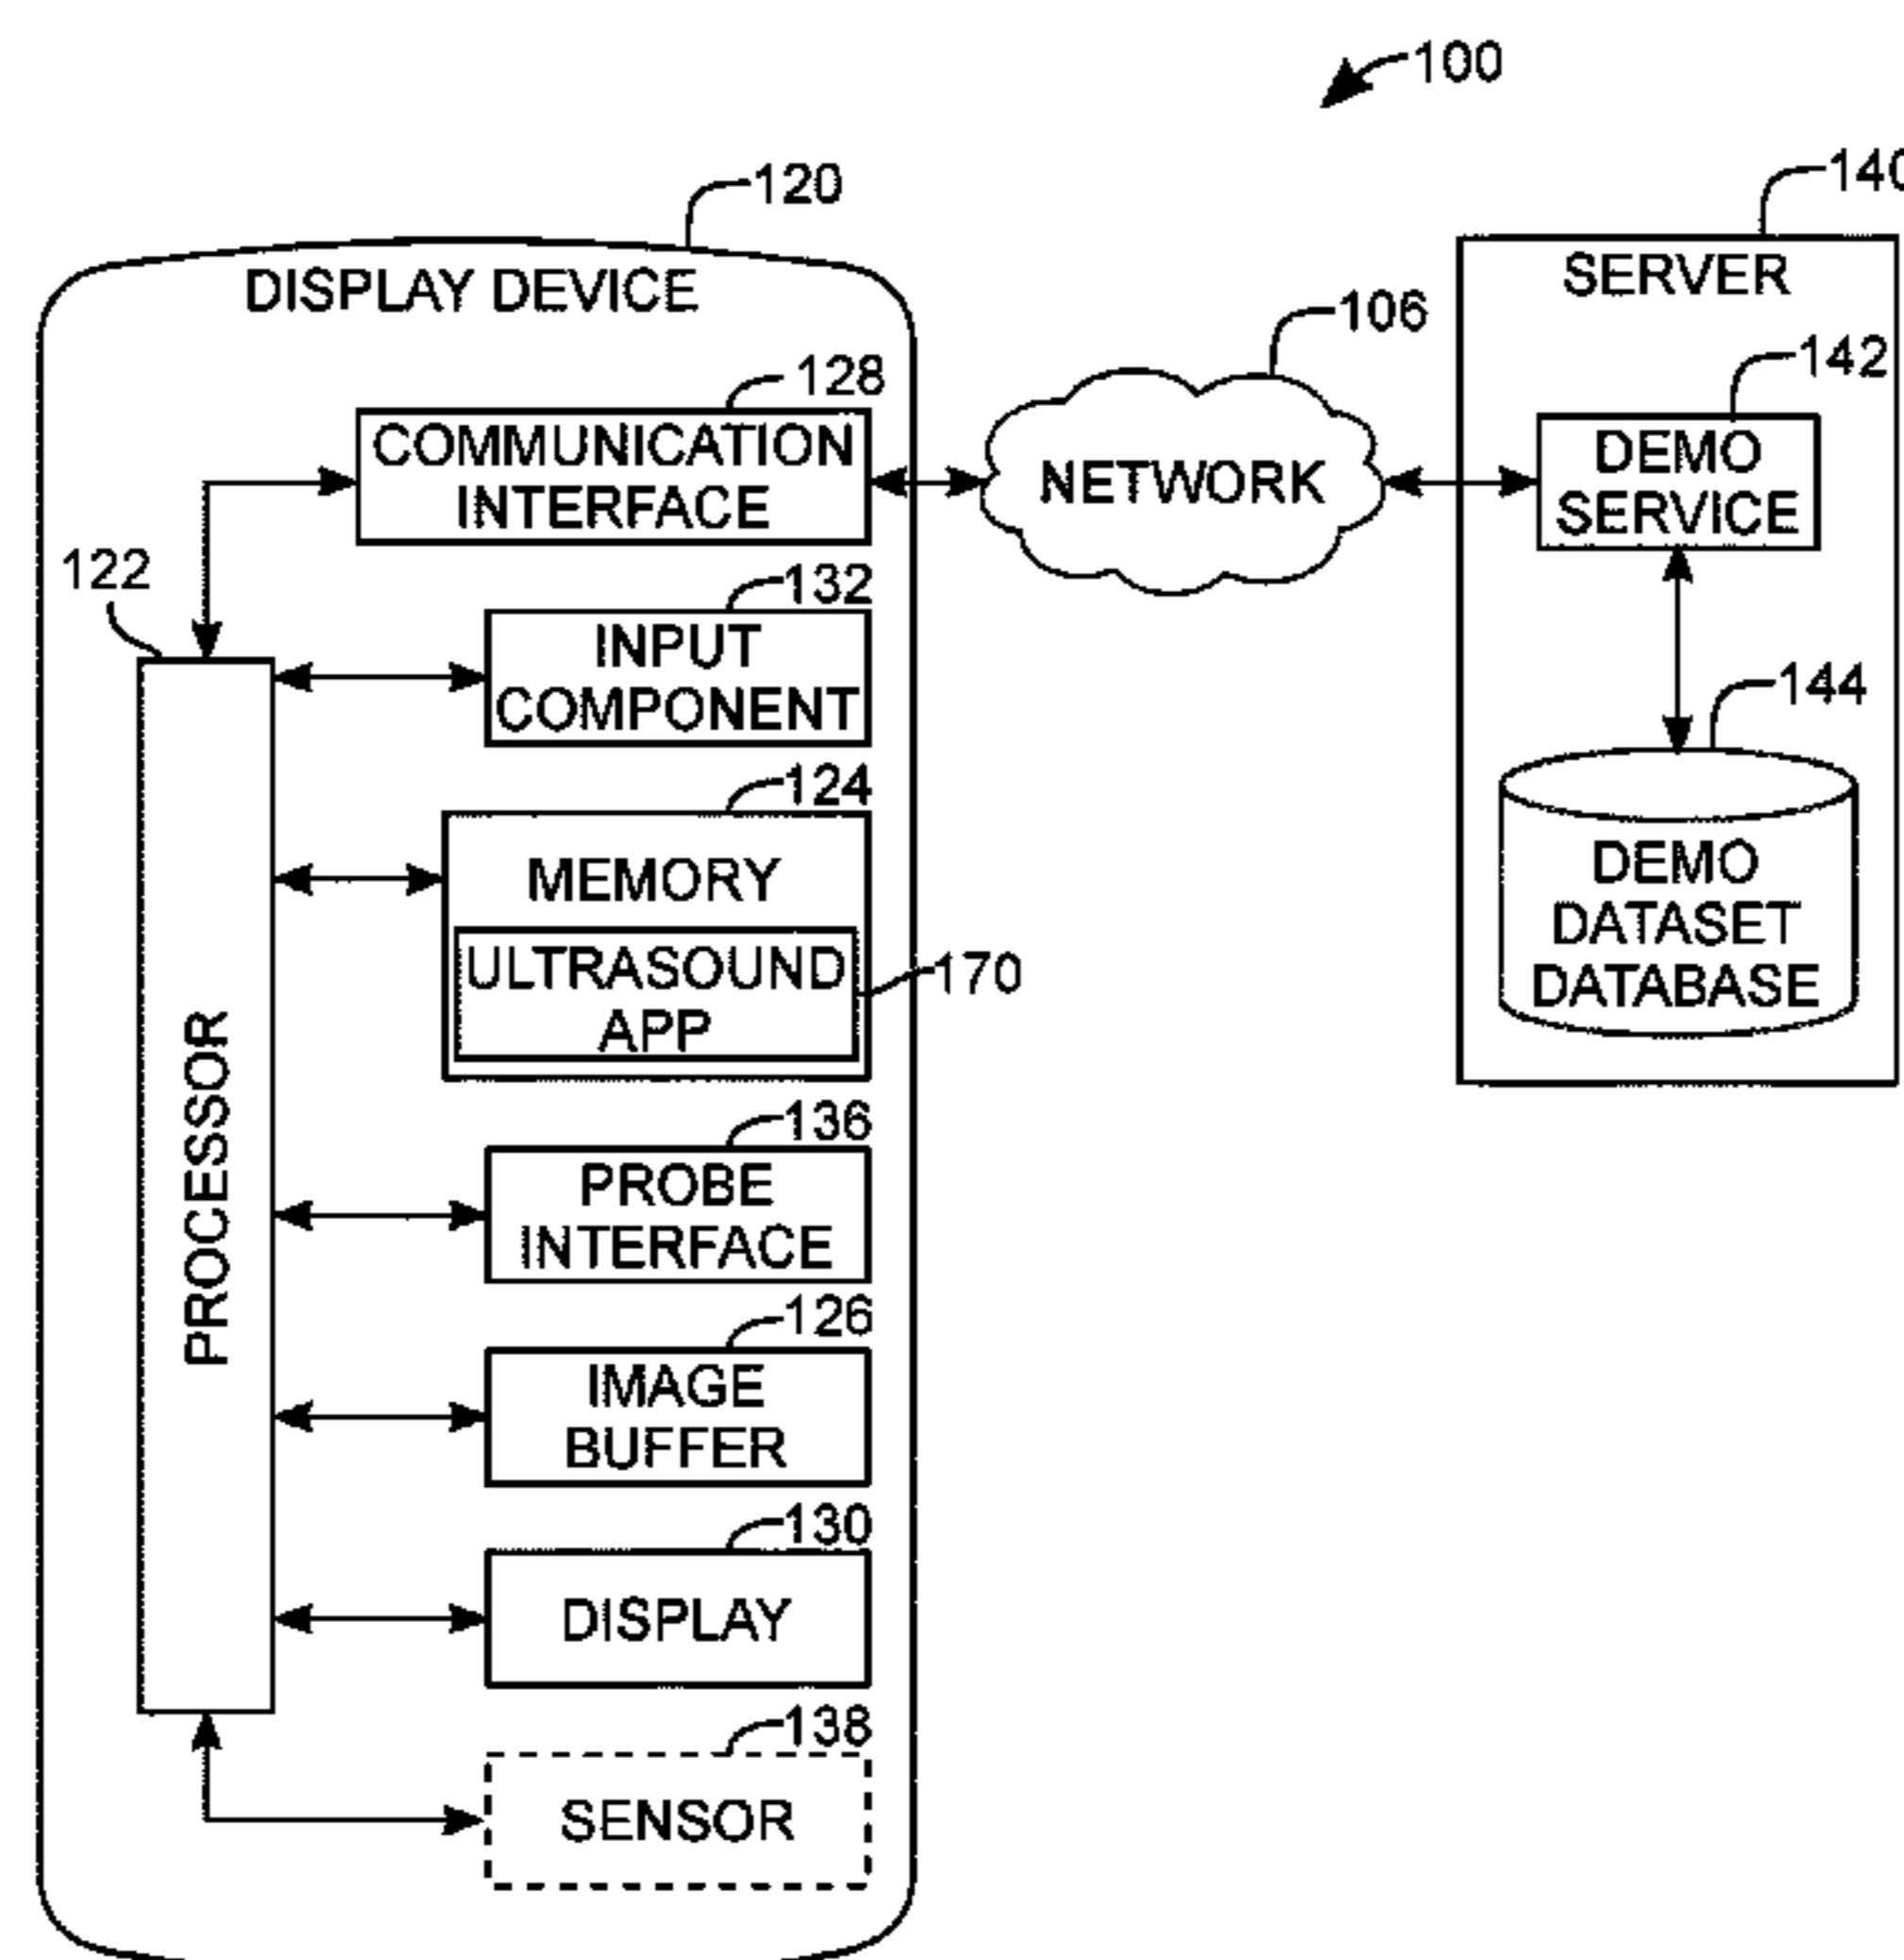 100
120
140
DISPLAY DEVICE
SERVER
106
128
142
COMMUNICATION
INTERFACE
NETWORK
DEMO
SERVICE
122
132
INPUT
COMPONENT
144
124
MEMORY
ULTRASOUND
APP
170
DEMO
DATASET
DATABASE
PROCESSOR
136
PROBE
INTERFACE
126
IMAGE
BUFFER
130
DISPLAY
138
SENSOR